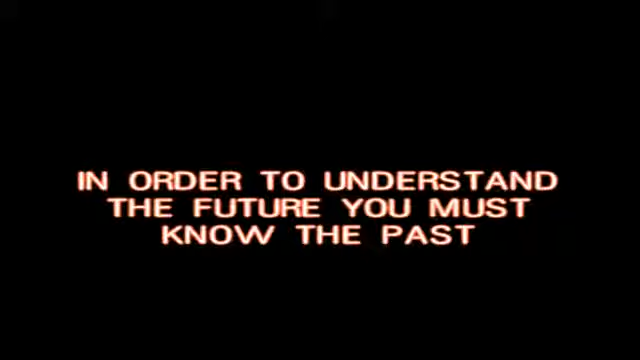 IN ORDER TO UNDERSTAND
THE FUTURE YOU MUST
KNOW THE PAST